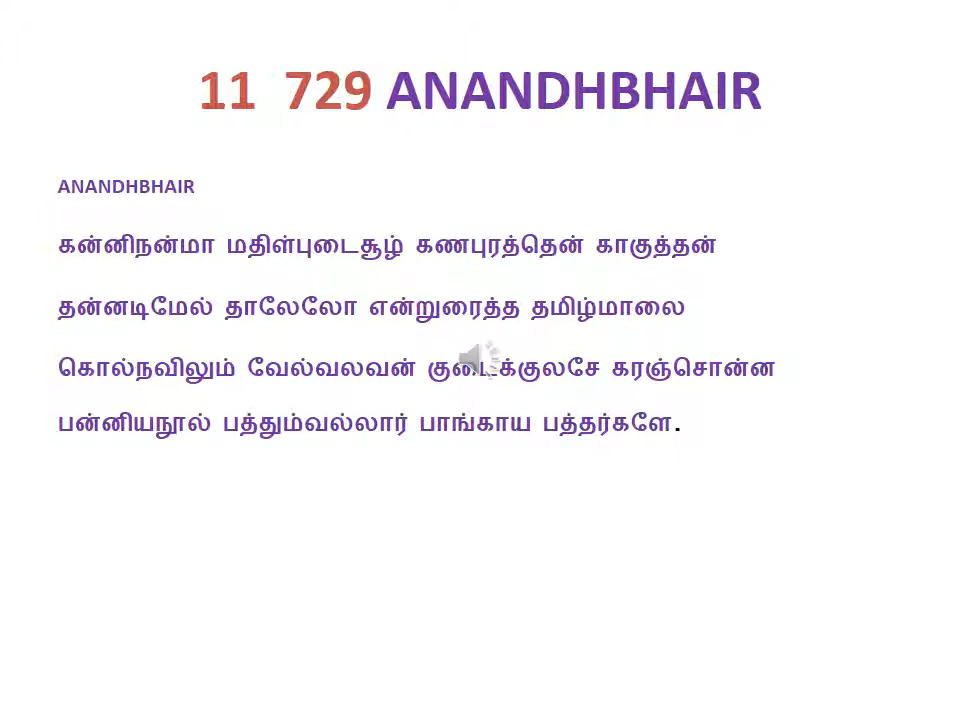 11 729 ANANDHBHAIR
ANANDHBHAIR
கன்னிநன்மா மதிள்புடைசூழ் கணபுரத்தென் காகுத்தன்
தன்னடிமேல் தாலேலோ என்றுரைத்த தமிழ்மாலை
கொல்நவிலும் வேல்வலவன் குடைக்குலசே கரஞ்சொன்ன
பன்னியநூல் பத்தும்வல்லார் பாங்காய பத்தர்களே.